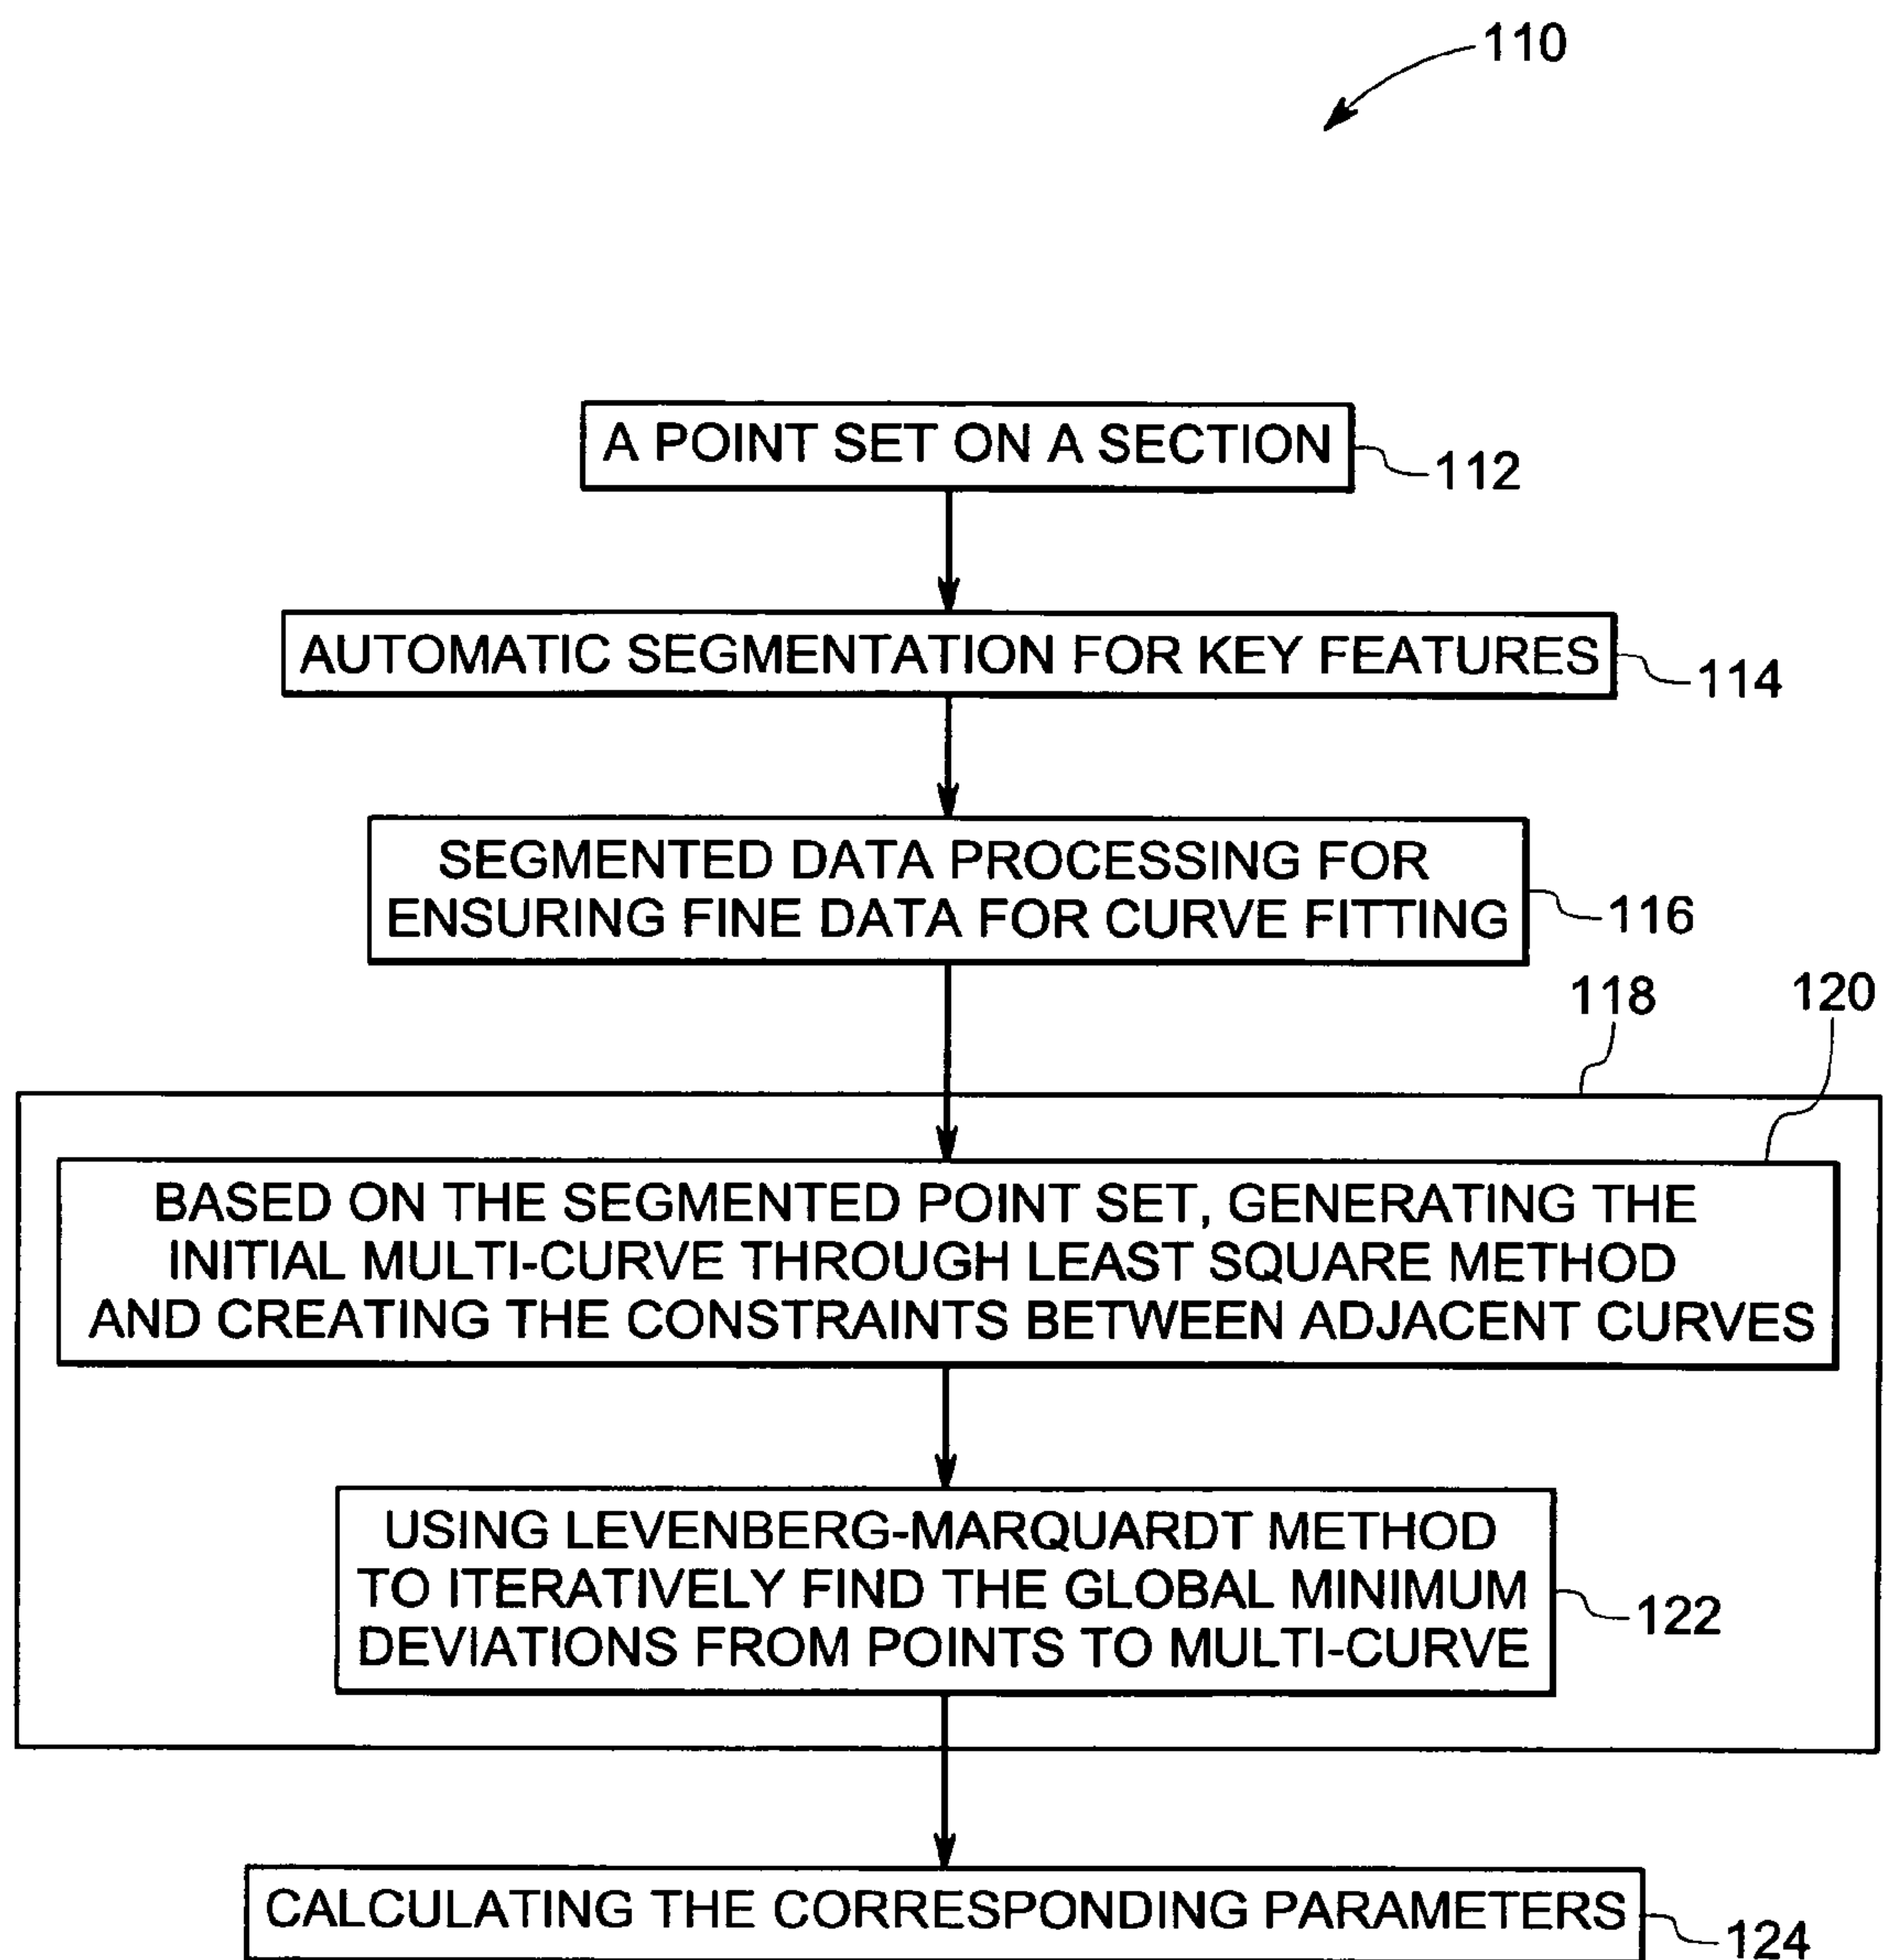 110
A POINT SET ON A SECTION
112
AUTOMATIC SEGMENTATION FOR KEY FEATURES
114
SEGMENTED DATA PROCESSING FOR
ENSURING FINE DATA FOR CURVE FITTING
116
118
120
BASED ON THE SEGMENTED POINT SET, GENERATING THE
INITIAL MULTI-CURVE THROUGH LEAST SQUARE METHOD
AND CREATING THE CONSTRAINTS BETWEEN ADJACENT CURVES
USING LEVENBERG-MARQUARDT METHOD
TO ITERATIVELY FIND THE GLOBAL MINIMUM
DEVIATIONS FROM POINTS TO MULTI-CURVE
122
CALCULATING THE CORRESPONDING PARAMETERS
124